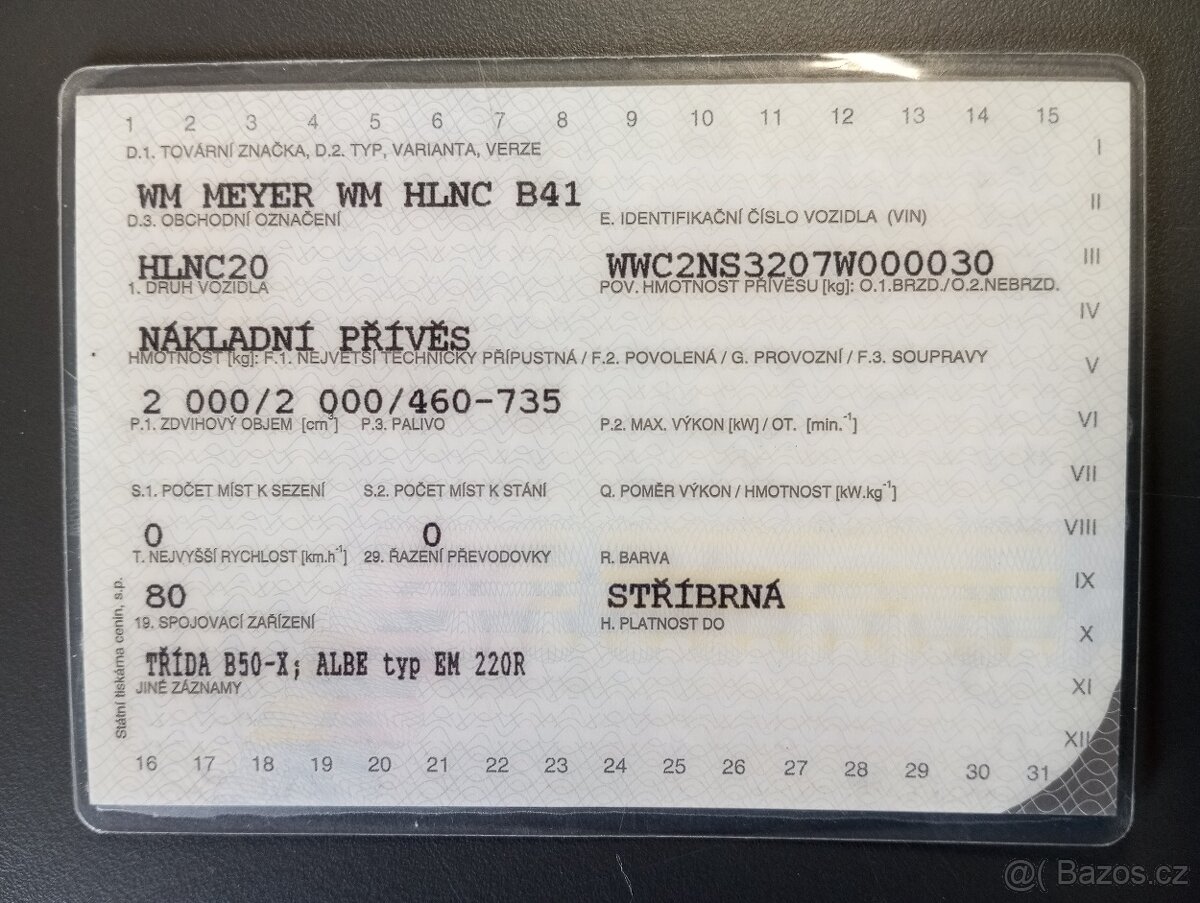 1 2 3 4 5 6 7 8 9 10 11 12 13 14 15
D.1. TOVÁRNÍ ZNAČKA, D.2. TYP, VARIANTA, VERZE
I
WM MEYER WM HLNC B41
II
D.3. OBCHODNÍ OZNAČENÍ E. IDENTIFIKAČNÍ ČÍSLO VOZIDLA (VIN)
HLNC20 WWC2NS3207W000030
III
1. DRUH VOZIDLA POV. HMOTNOST PŘÍVĚSU [kg]: O.1.BRZD./O.2.NEBRZD.
IV
NÁKLADNÍ PŘÍVĚS
HMOTNOST [kg]: F.1. NEJVĚTŠÍ TECHNICKY PŘÍPUSTNÁ / F.2. POVOLENÁ / G. PROVOZNÍ / F.3. SOUPRAVY
V
2 000/2 000/460-735
P.1. ZDVIHOVÝ OBJEM [cm³] P.3. PALIVO P.2. MAX. VÝKON [kW] / OT. [min.⁻¹]
VI
VII
S.1. POČET MÍST K SEZENÍ S.2. POČET MÍST K STÁNÍ Q. POMĚR VÝKON / HMOTNOST [kW.kg⁻¹]
0 0
VIII
T. NEJVYŠŠÍ RYCHLOST [km.h⁻¹] 29. ŘAZENÍ PŘEVODOVKY R. BARVA
80 STŘÍBRNÁ
IX
19. SPOJOVACÍ ZAŘÍZENÍ H. PLATNOST DO
X
TŘÍDA B50-X; ALBE typ EM 220R
JINÉ ZÁZNAMY
XI
XII
Státní tiskárna cenin, s.p.
16 17 18 19 20 21 22 23 24 25 26 27 28 29 30 31
@( Bazos.cz